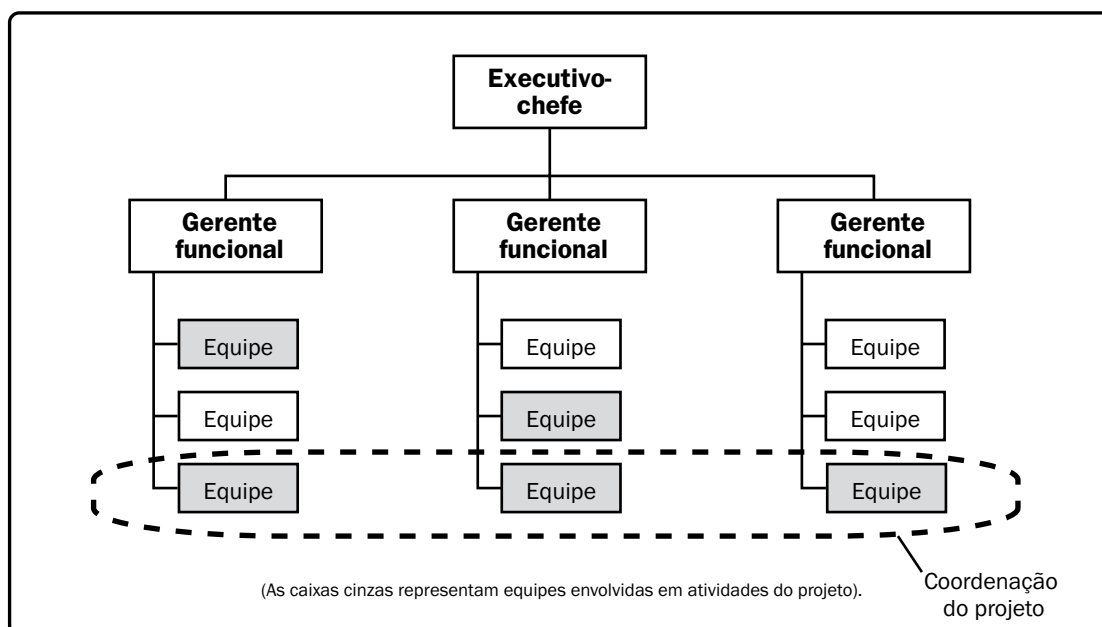 Executivo-
chefe
Gerente
funcional
Gerente
funcional
Gerente
funcional
Equipe
Equipe
Equipe
Equipe
Equipe
Equipe
Equipe
Equipe
Equipe
(As caixas cinzas representam equipes envolvidas em atividades do projeto).
Coordenação
do projeto